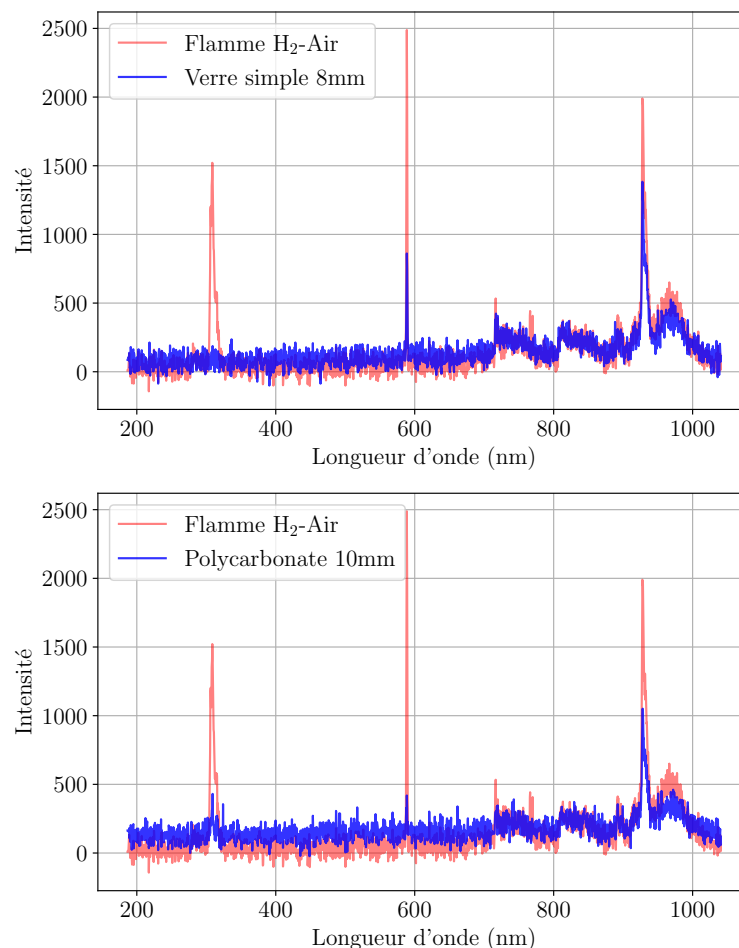 2500
2000
1500
1000
500
0
Intensité
Flamme H₂-Air
Verre simple 8mm
200 400 600 800 1000
Longueur d'onde (nm)
2500
2000
1500
1000
500
0
Intensité
Flamme H₂-Air
Polycarbonate 10mm
200 400 600 800 1000
Longueur d'onde (nm)